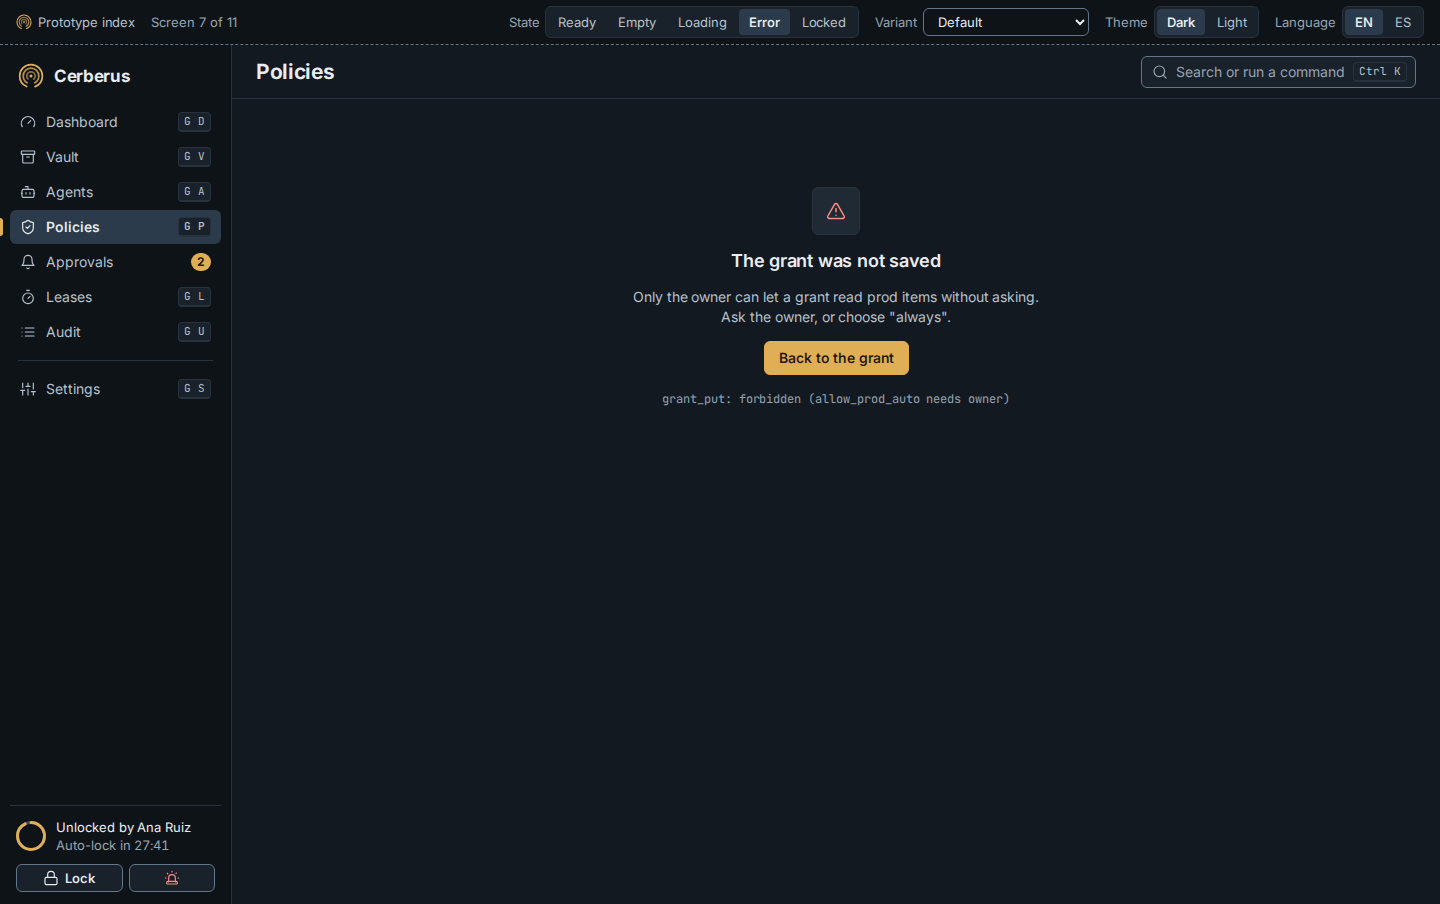 Prototype index
Screen 7 of 11
State
Ready
Empty
Loading
Error
Locked
Variant
Default
Theme
Dark
Light
Language
EN
ES
Cerberus
Policies
Search or run a command
Ctrl K
Dashboard
G D
Vault
G V
Agents
G A
Policies
G P
Approvals
2
Leases
G L
Audit
G U
Settings
G S
The grant was not saved
Only the owner can let a grant read prod items without asking.
Ask the owner, or choose "always".
Back to the grant
grant_put: forbidden (allow_prod_auto needs owner)
Unlocked by Ana Ruiz
Auto-lock in 27:41
Lock